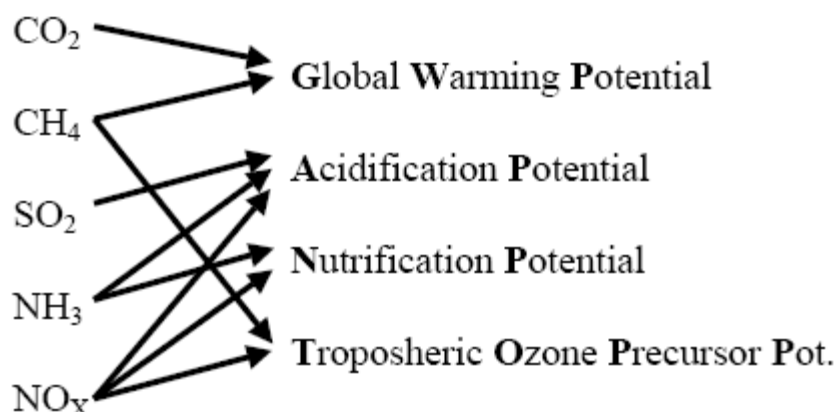 CO₂
Global Warming Potential
CH₄
Acidification Potential
SO₂
Nutrification Potential
NH₃
Troposheric Ozone Precursor Pot.
NOₓ